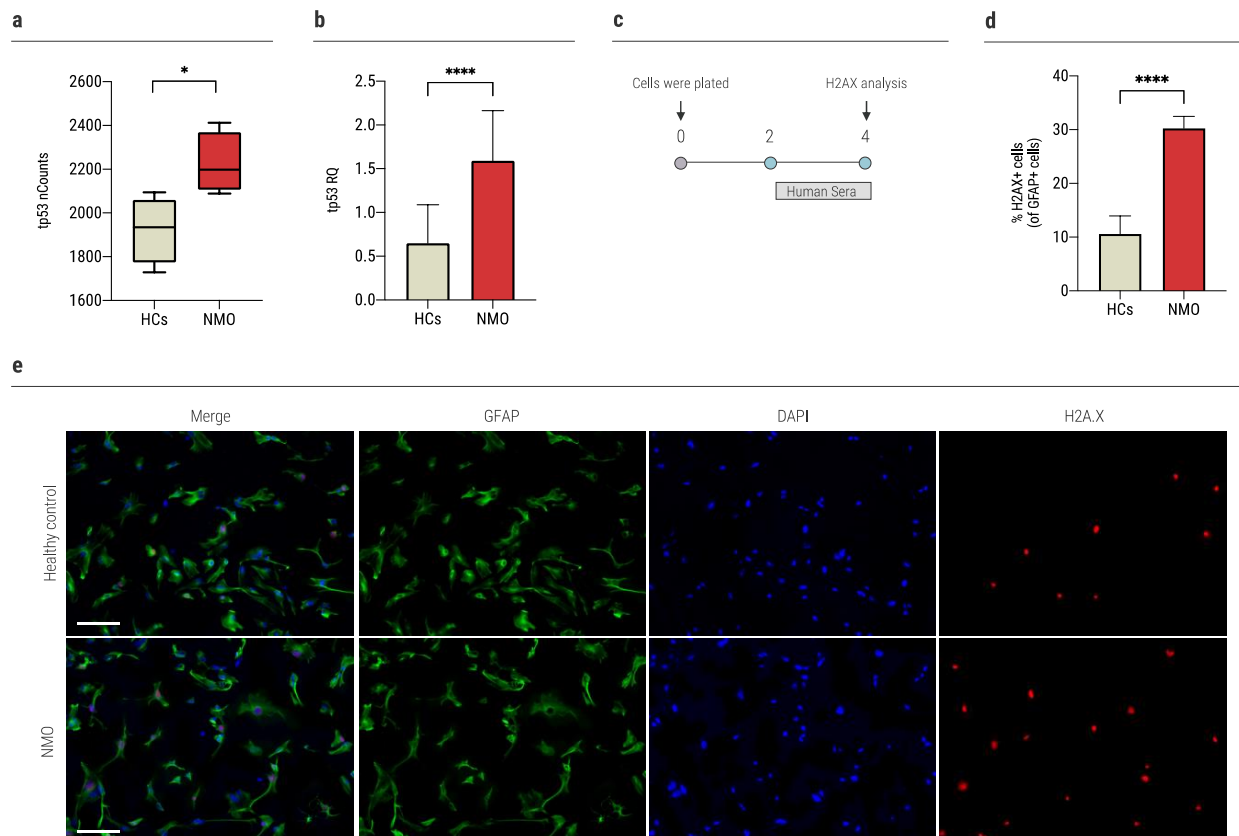 a
b
c
d
*
2600
2400
2200
2000
1800
1600
tp53 nCounts
HCs
NMO
****
2.5
2.0
1.5
1.0
0.5
0.0
tp53 RQ
HCs
NMO
Cells were plated
H2AX analysis
0
2
4
Human Sera
****
40
30
20
10
0
% H2AX+ cells
(of GFAP+ cells)
HCs
NMO
e
Merge
GFAP
DAPI
H2A.X
Healthy control
NMO